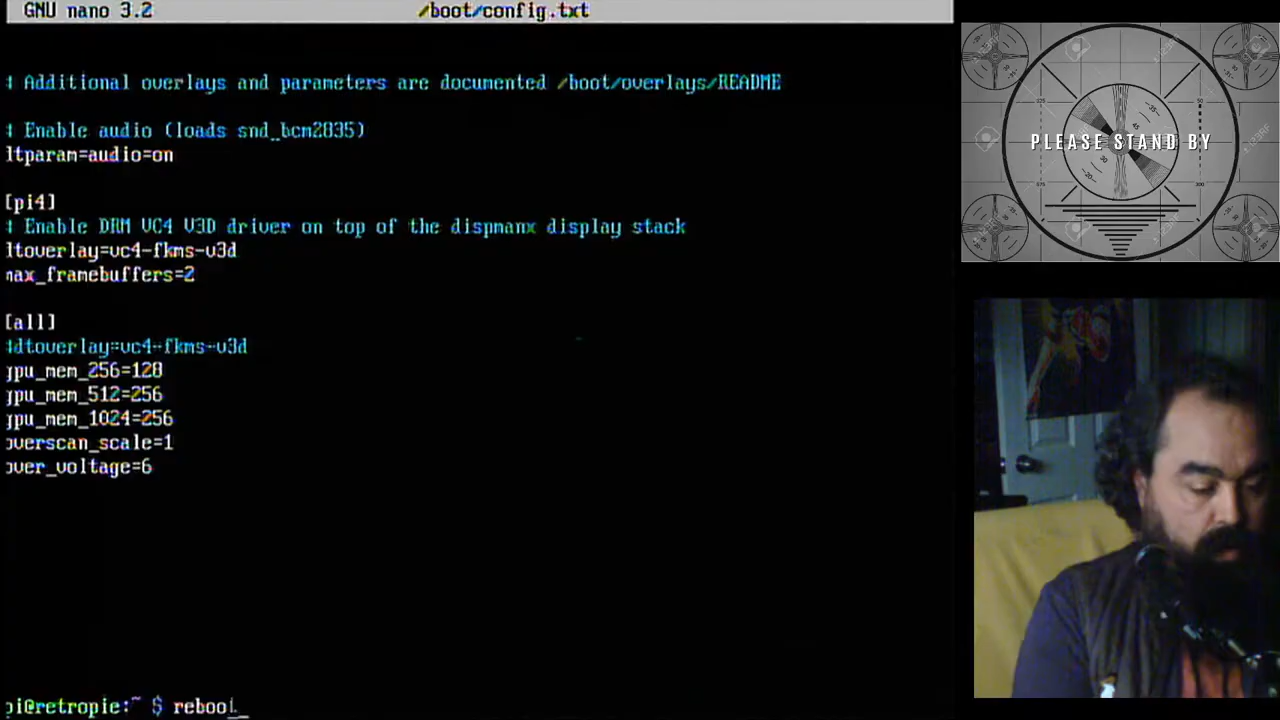 GNU nano 3.2 /boot/config.txt
# Additional overlays and parameters are documented /boot/overlays/README
# Enable audio (loads snd_bcm2835)
dtparam=audio=on
[pi4]
# Enable DRM VC4 V3D driver on top of the dispmanx display stack
dtoverlay=vc4-fkms-v3d
max_framebuffers=2
[all]
#dtoverlay=vc4-fkms-v3d
gpu_mem_256=128
gpu_mem_512=256
gpu_mem_1024=256
overscan_scale=1
over_voltage=6
pi@retropie:~ $ reboot_
PLEASE STAND BY